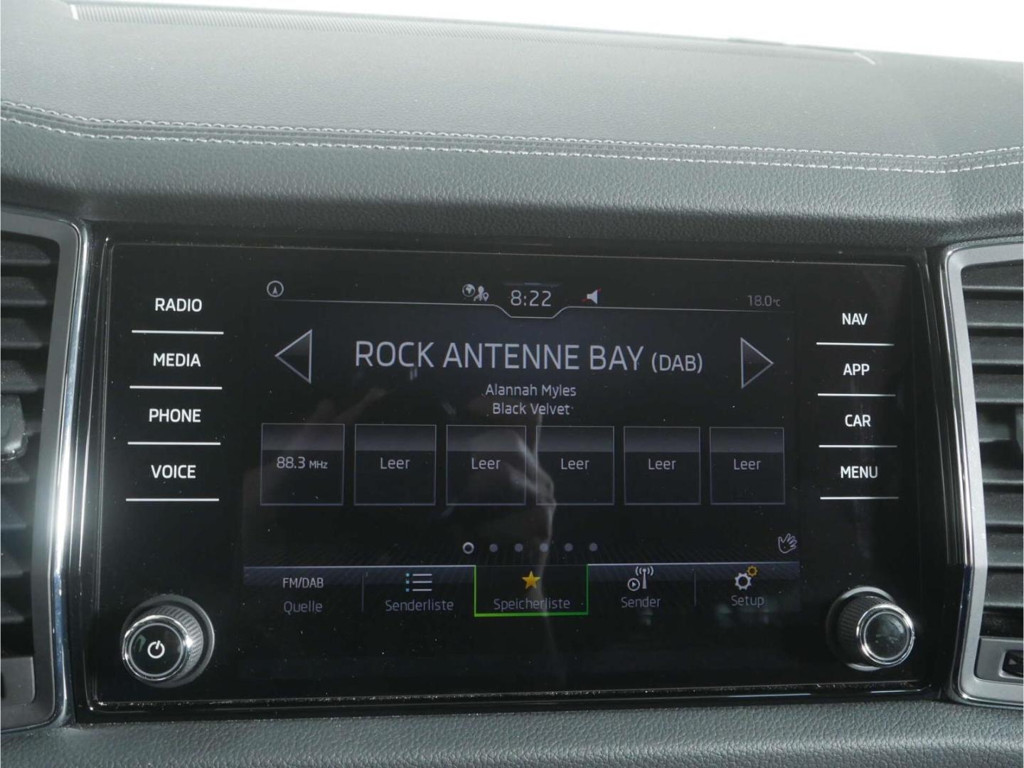 RADIO
MEDIA
PHONE
VOICE
8:22
18.0°C
ROCK ANTENNE BAY (DAB)
Alannah Myles
Black Velvet
88.3 MHz
Leer
Leer
Leer
Leer
Leer
FM/DAB
Quelle
Senderliste
Speicherliste
Sender
Setup
NAV
APP
CAR
MENU